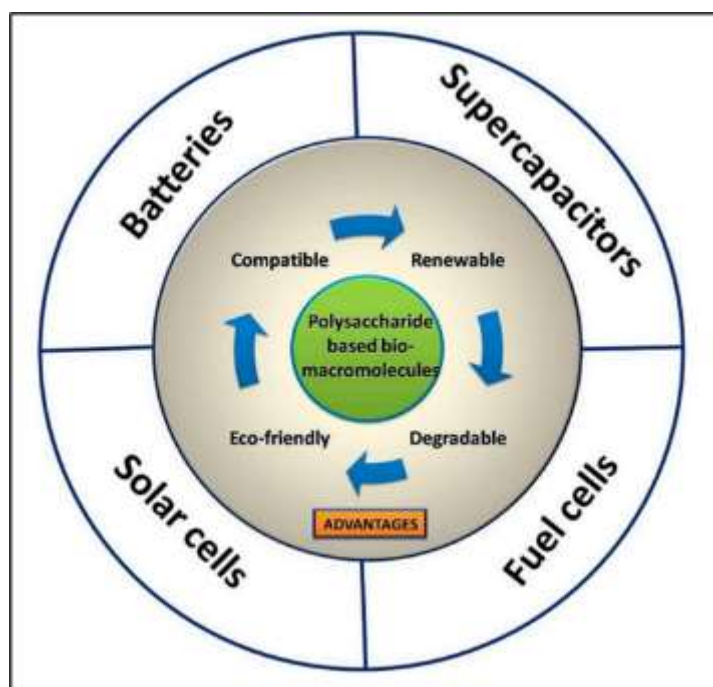 Batteries
Supercapacitors
Compatible
Renewable
Polysaccharide
based bio-
macromolecules
Eco-friendly
Degradable
ADVANTAGES
Solar cells
Fuel cells